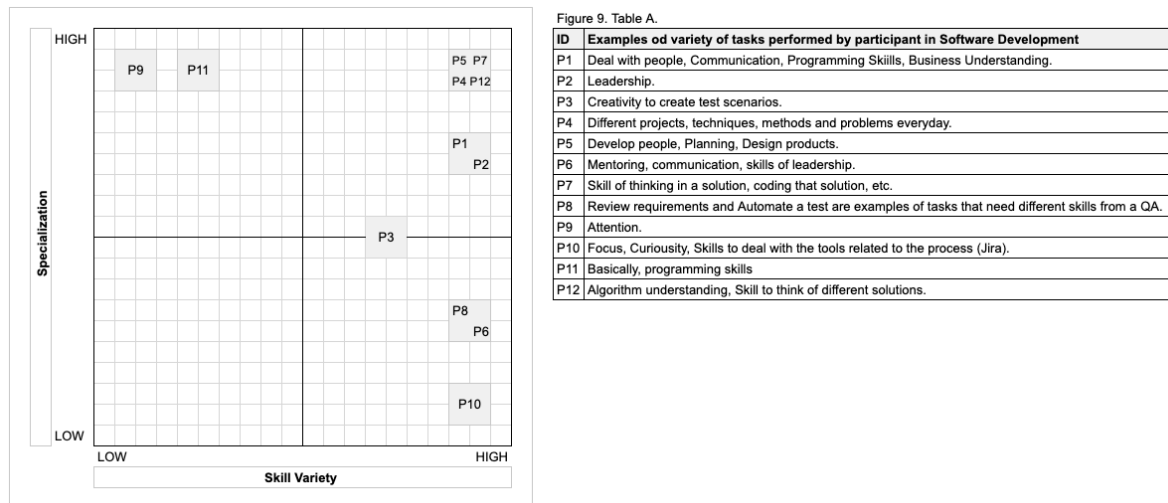 HIGH
P9 P11 P5 P7
P4 P12
P1
P2
Specialization
P3
P8
P6
P10
LOW
LOW HIGH
Skill Variety
Figure 9. Table A.
ID Examples od variety of tasks performed by participant in Software Development
P1 Deal with people, Communication, Programming Skiills, Business Understanding.
P2 Leadership.
P3 Creativity to create test scenarios.
P4 Different projects, techniques, methods and problems everyday.
P5 Develop people, Planning, Design products.
P6 Mentoring, communication, skills of leadership.
P7 Skill of thinking in a solution, coding that solution, etc.
P8 Review requirements and Automate a test are examples of tasks that need different skills from a QA.
P9 Attention.
P10 Focus, Curiousity, Skills to deal with the tools related to the process (Jira).
P11 Basically, programming skills
P12 Algorithm understanding, Skill to think of different solutions.